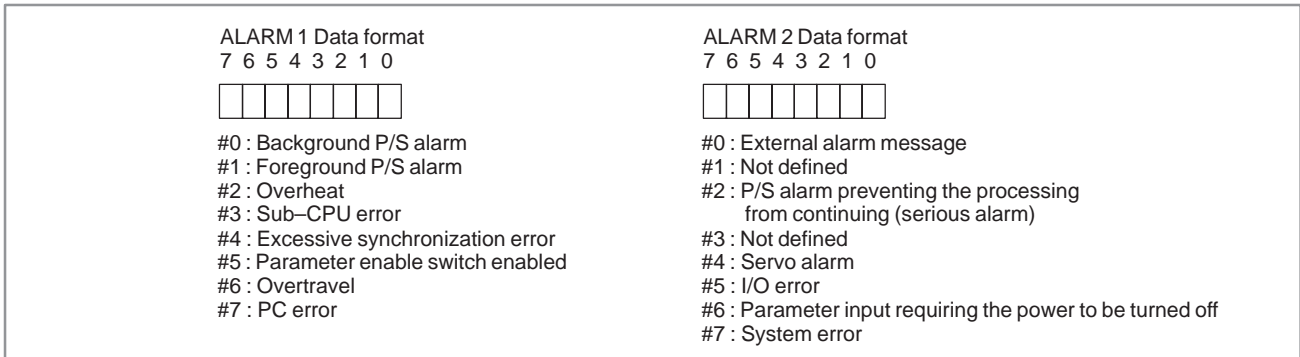 ALARM 1 Data format
7 6 5 4 3 2 1 0
#0 : Background P/S alarm
#1 : Foreground P/S alarm
#2 : Overheat
#3 : Sub–CPU error
#4 : Excessive synchronization error
#5 : Parameter enable switch enabled
#6 : Overtravel
#7 : PC error
ALARM 2 Data format
7 6 5 4 3 2 1 0
#0 : External alarm message
#1 : Not defined
#2 : P/S alarm preventing the processing
from continuing (serious alarm)
#3 : Not defined
#4 : Servo alarm
#5 : I/O error
#6 : Parameter input requiring the power to be turned off
#7 : System error